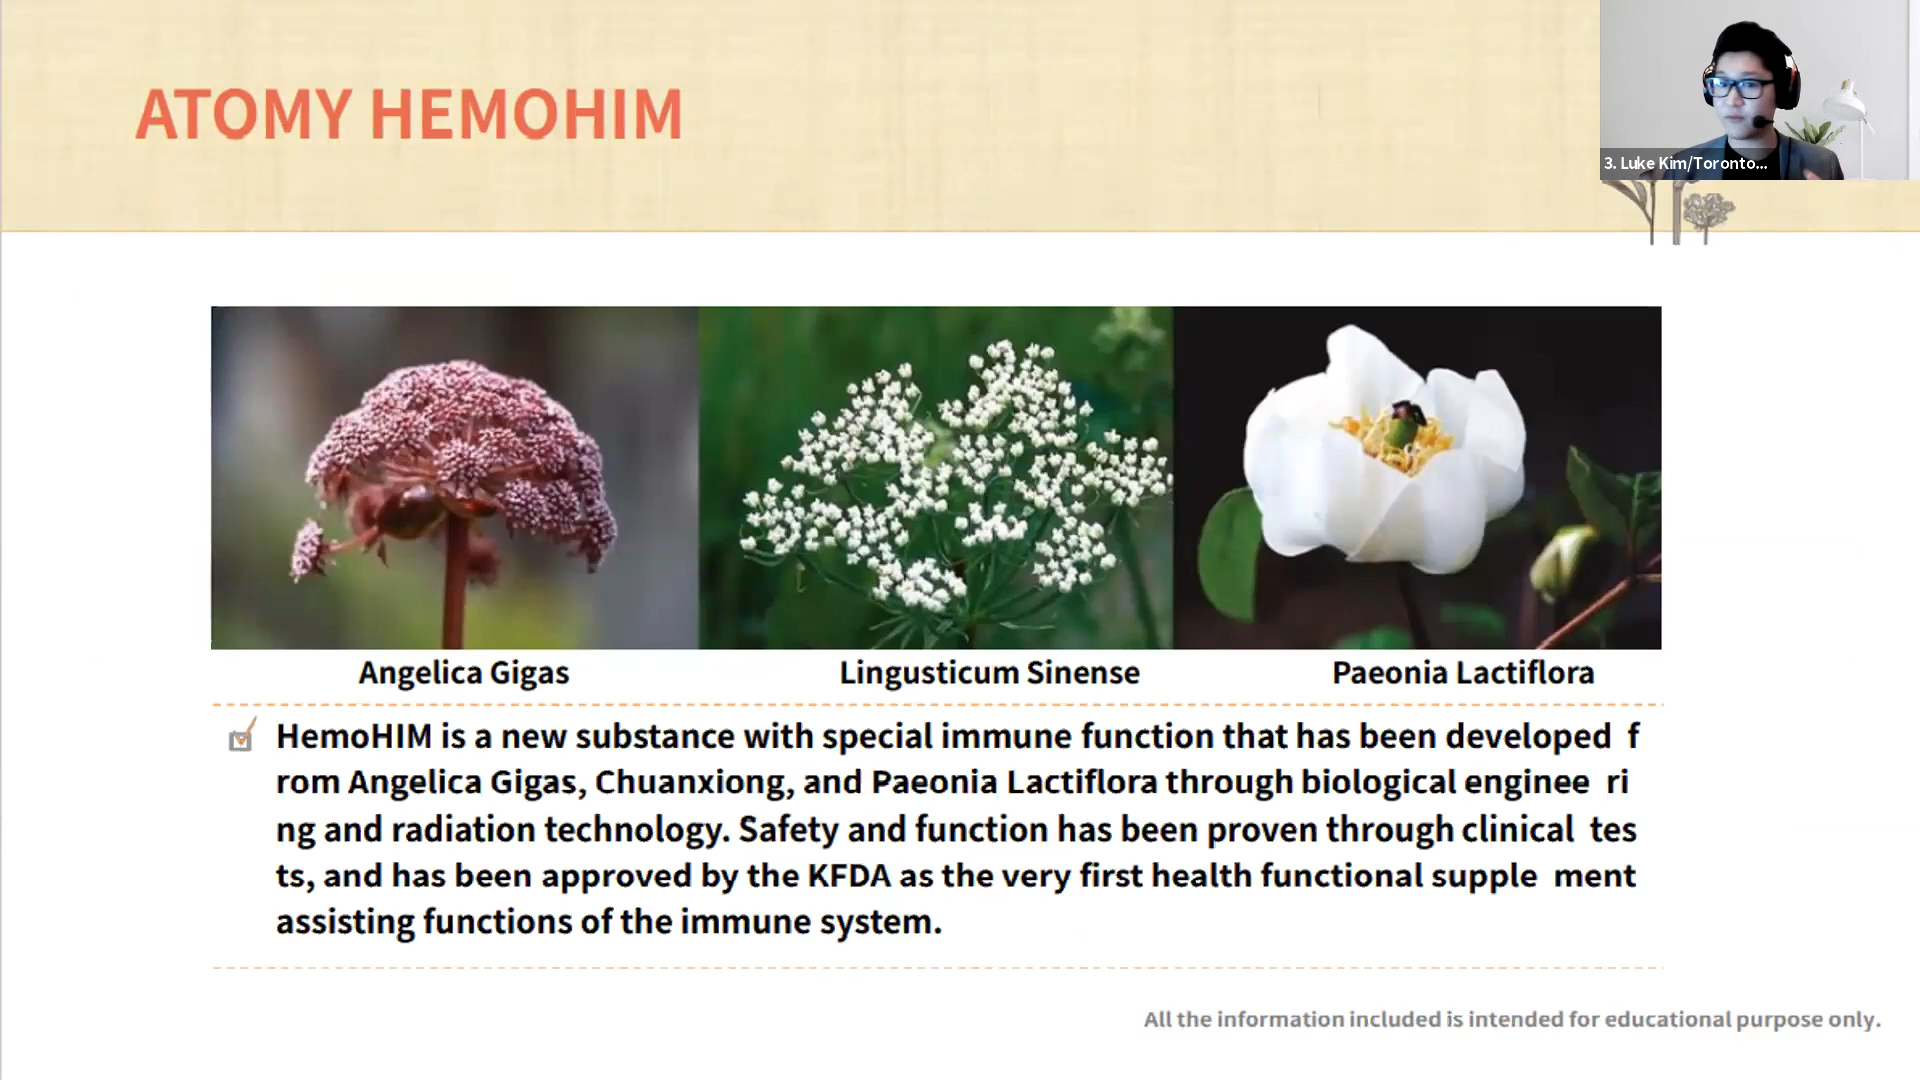 ATOMY HEMOHIM
3. Luke Kim/Toronto...
Angelica Gigas
Lingusticum Sinense
Paeonia Lactiflora
HemoHIM is a new substance with special immune function that has been developed f
rom Angelica Gigas, Chuanxiong, and Paeonia Lactiflora through biological enginee ri
ng and radiation technology. Safety and function has been proven through clinical tes
ts, and has been approved by the KFDA as the very first health functional supple ment
assisting functions of the immune system.
All the information included is intended for educational purpose only.